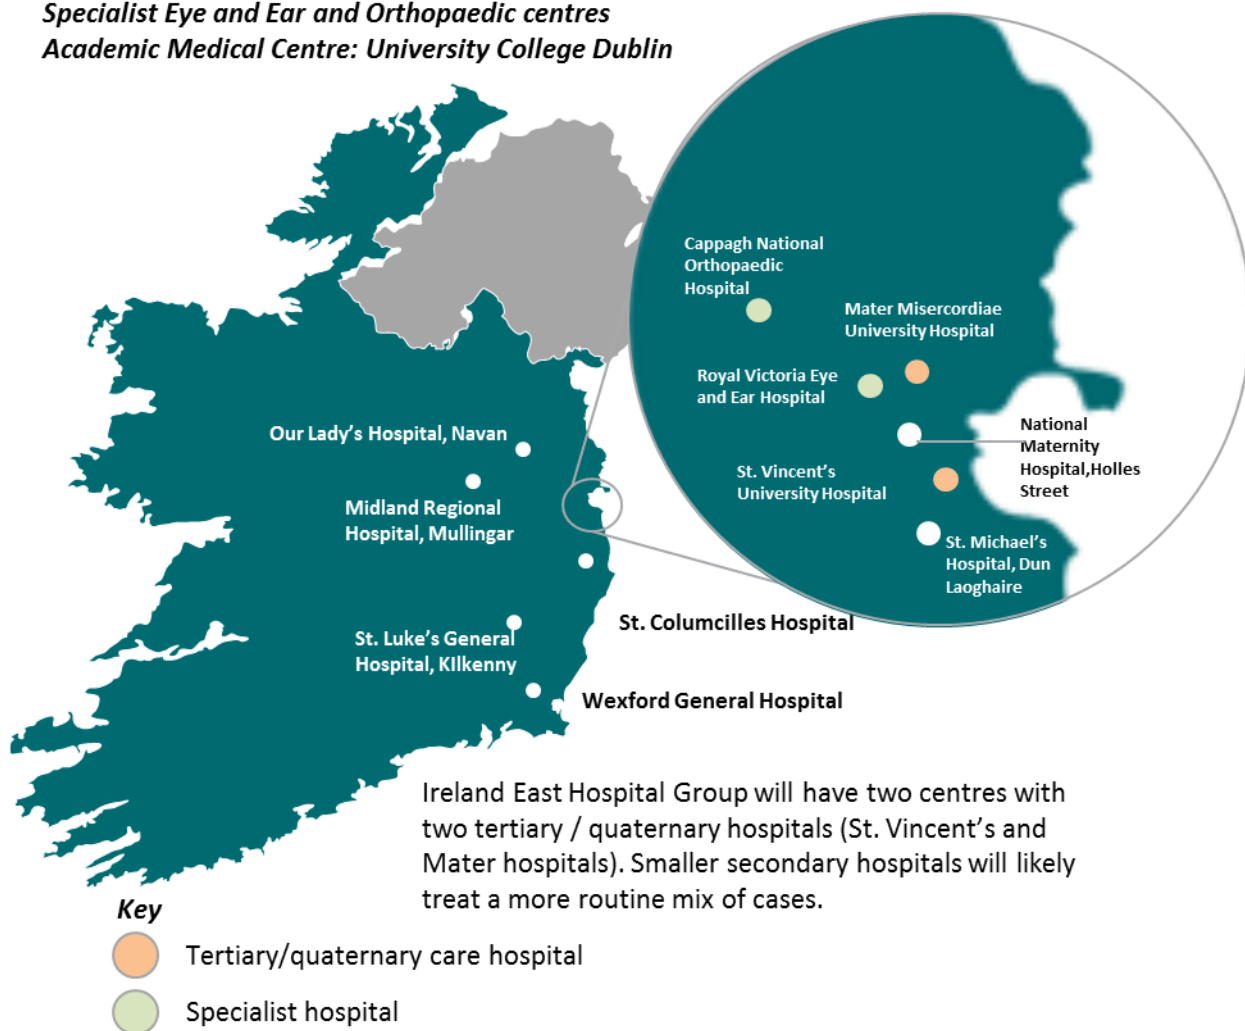 Specialist Eye and Ear and Orthopaedic centres
Academic Medical Centre: University College Dublin
Cappagh National
Orthopaedic
Hospital
Mater Misercordiae
University Hospital
Royal Victoria Eye
and Ear Hospital
National
Maternity
Hospital,Holles
Street
St. Vincent's
University Hospital
St. Michael's
Hospital, Dun
Laoghaire
Our Lady's Hospital, Navan
Midland Regional
Hospital, Mullingar
St. Columcilles Hospital
St. Luke's General
Hospital, KIlkenny
Wexford General Hospital
Ireland East Hospital Group will have two centres with
two tertiary / quaternary hospitals (St. Vincent's and
Mater hospitals). Smaller secondary hospitals will likely
treat a more routine mix of cases.
Key
Tertiary/quaternary care hospital
Specialist hospital